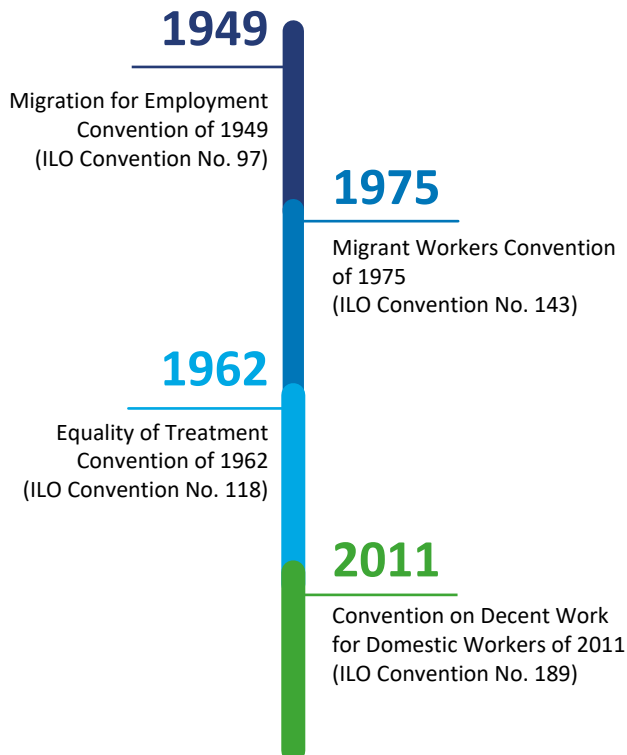 1949
Migration for Employment
Convention of 1949
(ILO Convention No. 97)
1975
Migrant Workers Convention
of 1975
(ILO Convention No. 143)
1962
Equality of Treatment
Convention of 1962
(ILO Convention No. 118)
2011
Convention on Decent Work
for Domestic Workers of 2011
(ILO Convention No. 189)